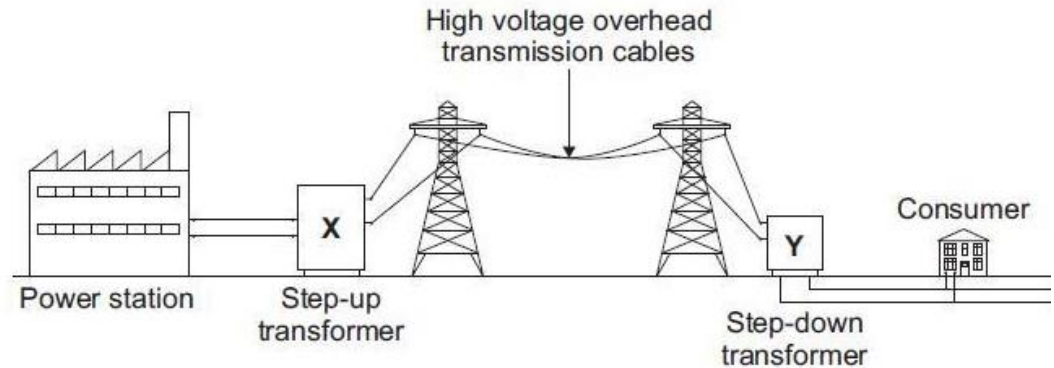 High voltage overhead
transmission cables
X
Y
Consumer
Power station
Step-up
transformer
Step-down
transformer